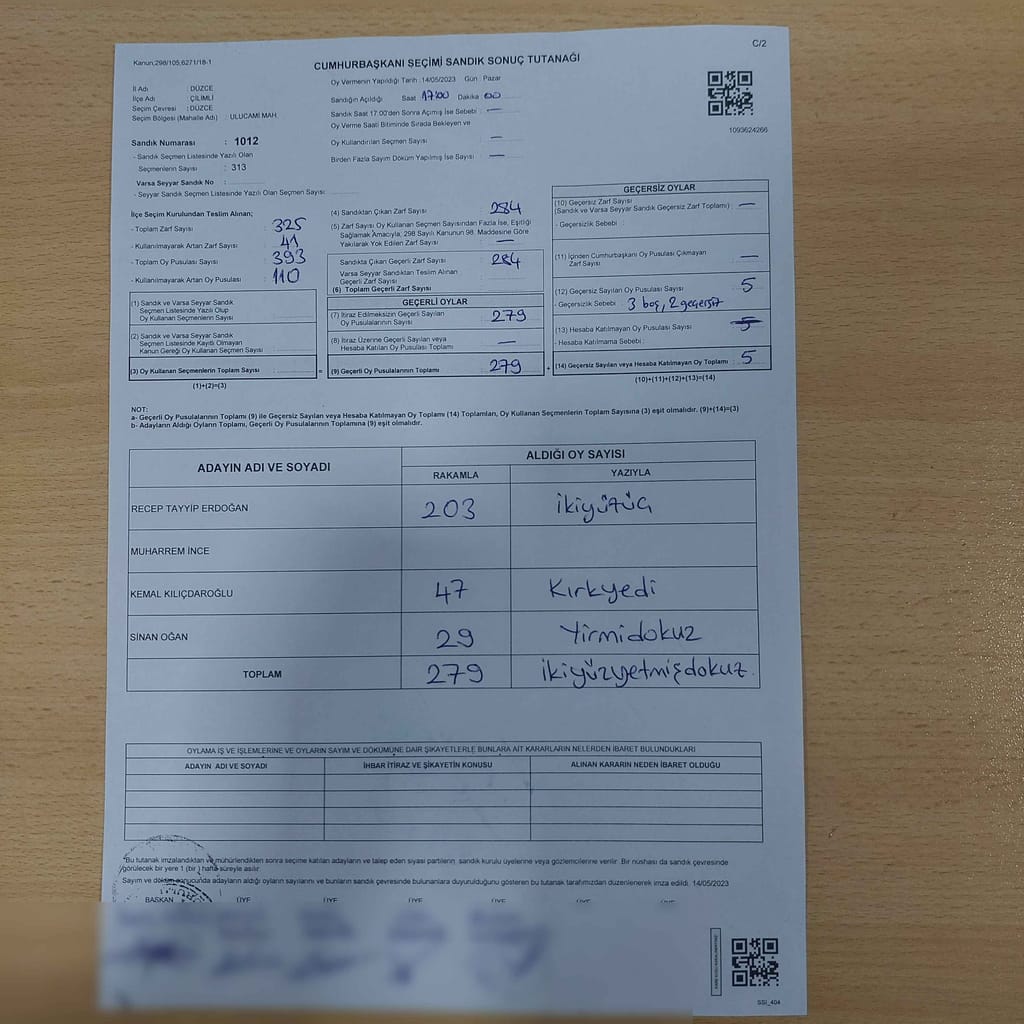 C/2
Kanun;298/105;6271/18-1
CUMHURBAŞKANI SEÇİMİ SANDIK SONUÇ TUTANAĞI
İl Adı : DÜZCE
İlçe Adı : ÇİLİMLİ
Seçim Çevresi : DÜZCE
Seçim Bölgesi (Mahalle Adı) : ULUCAMİ MAH.
Sandık Numarası : 1012
- Sandık Seçmen Listesinde Yazılı Olan
Seçmenlerin Sayısı : 313
Varsa Seyyar Sandık No :
- Seyyar Sandık Seçmen Listesinde Yazılı Olan Seçmen Sayısı
Oy Vermenin Yapıldığı Tarih :14/05/2023 Gün : Pazar
Sandığın Açıldığı Saat 17:00 Dakika 00
Sandık Saat 17:00'den Sonra Açılmış İse Sebebi : —
Oy Verme Saati Bitiminde Sırada Bekleyen ve
Oy Kullandırılan Seçmen Sayısı : —
Birden Fazla Sayım Döküm Yapılmış İse Sayısı : —
1093624266
İlçe Seçim Kurulundan Teslim Alınan;
- Toplam Zarf Sayısı : 325
- Kullanılmayarak Artan Zarf Sayısı : 41
- Toplam Oy Pusulası Sayısı : 393
- Kullanılmayarak Artan Oy Pusulası : 110
(1) Sandık ve Varsa Seyyar Sandık
Seçmen Listesinde Yazılı Olup
Oy Kullanan Seçmenlerin Sayısı :
(2) Sandık ve Varsa Seyyar Sandık
Seçmen Listesinde Kayıtlı Olmayan
Kanun Gereği Oy Kullanan Seçmen Sayısı :
(3) Oy Kullanan Seçmenlerin Toplam Sayısı :
(1)+(2)=(3)
(4) Sandıktan Çıkan Zarf Sayısı : 284
(5) Zarf Sayısı Oy Kullanan Seçmen Sayısından Fazla İse, Eşitliği
Sağlamak Amacıyla; 298 Sayılı Kanunun 98. Maddesine Göre
Yakılarak Yok Edilen Zarf Sayısı : —
Sandıkta Çıkan Geçerli Zarf Sayısı : 284
Varsa Seyyar Sandıktan Teslim Alınan
Geçerli Zarf Sayısı
(6) Toplam Geçerli Zarf Sayısı
GEÇERLİ OYLAR
(7) İtiraz Edilmeksizin Geçerli Sayılan
Oy Pusulalarının Sayısı : 279
(8) İtiraz Üzerine Geçerli Sayılan veya
Hesaba Katılan Oy Pusulası Toplamı : —
(9) Geçerli Oy Pusulalarının Toplamı : 279
GEÇERSİZ OYLAR
(10) Geçersiz Zarf Sayısı
(Sandık ve Varsa Seyyar Sandık Geçersiz Zarf Toplamı) : —
- Geçersizlik Sebebi :
(11) İçinden Cumhurbaşkanı Oy Pusulası Çıkmayan
Zarf Sayısı : —
(12) Geçersiz Sayılan Oy Pusulası Sayısı : 5
- Geçersizlik Sebebi : 3 boş, 2 geçersiz
(13) Hesaba Katılmayan Oy Pusulası Sayısı
- Hesaba Katılmama Sebebi :
(14) Geçersiz Sayılan veya Hesaba Katılmayan Oy Toplamı : 5
(10)+(11)+(12)+(13)=(14)
NOT:
a- Geçerli Oy Pusulalarının Toplamı (9) ile Geçersiz Sayılan veya Hesaba Katılmayan Oy Toplamı (14) Toplamları, Oy Kullanan Seçmenlerin Toplam Sayısına (3) eşit olmalıdır. (9)+(14)=(3)
b- Adayların Aldığı Oyların Toplamı, Geçerli Oy Pusulalarının Toplamına (9) eşit olmalıdır.
ADAYIN ADI VE SOYADI ALDIĞI OY SAYISI
RAKAMLA YAZIYLA
RECEP TAYYİP ERDOĞAN 203 ikiyüzüç
MUHARREM İNCE
KEMAL KILIÇDAROĞLU 47 Kırkyedi
SİNAN OĞAN 29 Yirmidokuz
TOPLAM 279 ikiyüzyetmişdokuz
OYLAMA İŞ VE İŞLEMLERİNE VE OYLARIN SAYIM VE DÖKÜMÜNE DAİR ŞİKAYETLERLE BUNLARA AİT KARARLARIN NELERDEN İBARET BULUNDUKLARI
ADAYIN ADI VE SOYADI İHBAR İTİRAZ VE ŞİKAYETİN KONUSU ALINAN KARARIN NEDEN İBARET OLDUĞU
Bu tutanak imzalandıktan ve mühürlendikten sonra seçime katılan adayların ve talep eden siyasi partilerin, sandık kurulu üyelerine veya gözlemcilerine verilir. Bir nüshası da sandık çevresinde
görülecek bir yere 1 (bir) hafta süreyle asılır.
Sayım ve döküm sonucunda adayların aldığı oyların sayılarını ve bunların sandık çevresinde bulunanlara duyurulduğunu gösteren bu tutanak tarafımızdan düzenlenerek imza edildi. 14/05/2023
BAŞKAN ÜYE ÜYE ÜYE ÜYE ÜYE ÜYE
SSİ_404